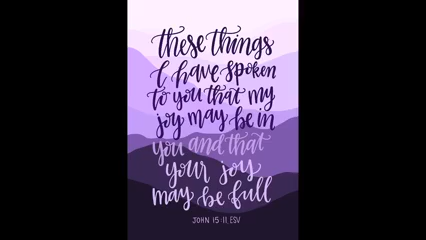 these things
I have spoken
to you that my
joy may be in
you and that
your joy
may be full
JOHN 15:11, ESV